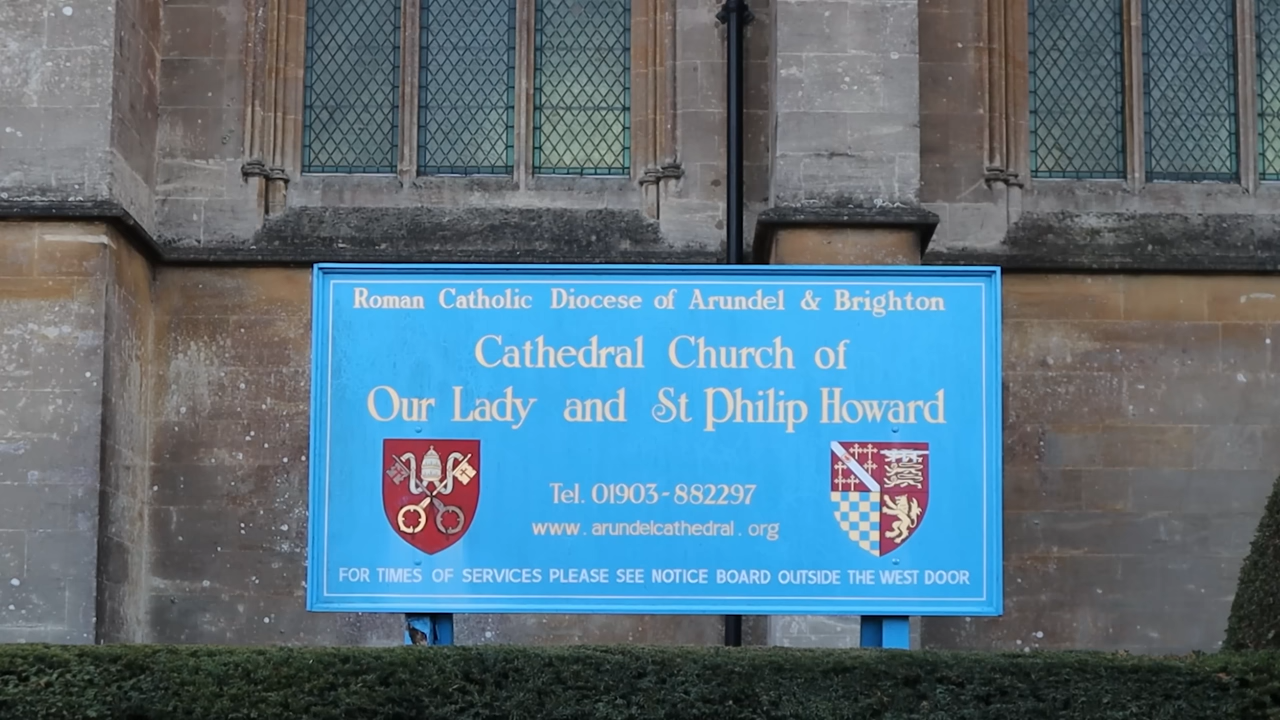 Roman Catholic Diocese of Arundel & Brighton
Cathedral Church of
Our Lady and St Philip Howard
Tel. 01903-882297
www.arundelcathedral.org
FOR TIMES OF SERVICES PLEASE SEE NOTICE BOARD OUTSIDE THE WEST DOOR